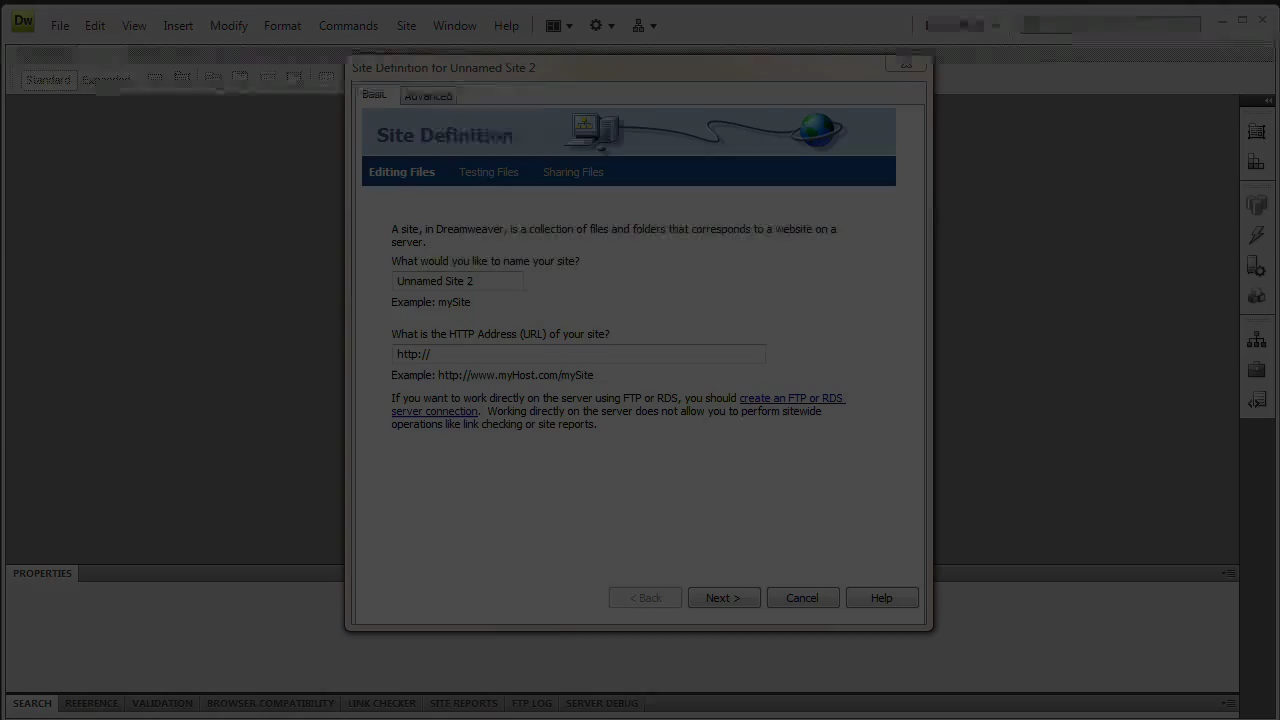 Dw File Edit View Insert Modify Format Commands Site Window Help
Standard Expanded
Site Definition for Unnamed Site 2
Basic Advanced
Site Definition
Editing Files Testing Files Sharing Files
A site, in Dreamweaver, is a collection of files and folders that corresponds to a website on a
server.
What would you like to name your site?
Unnamed Site 2
Example: mySite
What is the HTTP Address (URL) of your site?
http://
Example: http://www.myHost.com/mySite
If you want to work directly on the server using FTP or RDS, you should create an FTP or RDS
server connection. Working directly on the server does not allow you to perform sitewide
operations like link checking or site reports.
PROPERTIES
< Back Next > Cancel Help
SEARCH REFERENCE VALIDATION BROWSER COMPATIBILITY LINK CHECKER SITE REPORTS FTP LOG SERVER DEBUG